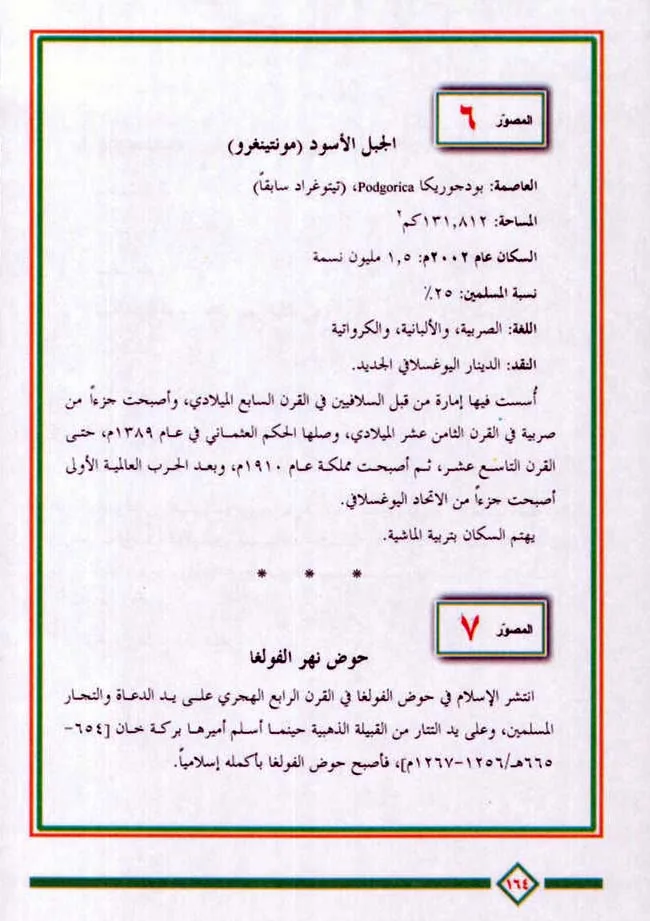 المصوّر ٦
الجبل الأسود (مونتينغرو)
العاصمة: بودجوريكا Podgorica، (تيتوغراد سابقاً)
المساحة: ١٣١,٨١٢كم٢
السكان عام ٢٠٠٢م: ١,٥ مليون نسمة
نسبة المسلمين: ٢٥٪
اللغة: الصربية، والألبانية، والكرواتية
النقد: الدينار اليوغسلافي الجديد.
أُسست فيها إمارة من قبل السلافيين في القرن السابع الميلادي، وأصبحت جزءاً من
صربية في القرن الثامن عشر الميلادي، وصلها الحكم العثماني في عام ١٣٨٩م، حتى
القرن التاسع عشر، ثم أصبحت مملكة عام ١٩١٠م، وبعد الحرب العالمية الأولى
أصبحت جزءاً من الاتحاد اليوغسلافي.
يهتم السكان بتربية الماشية.
* * *
المصوّر ٧
حوض نهر الفولغا
انتشر الإسلام في حوض الفولغا في القرن الرابع الهجري على يد الدعاة والتجار
المسلمين، وعلى يد التتار من القبيلة الذهبية حينما أسلم أميرها بركة خان [٦٥٤-
٦٦٥هـ/١٢٥٦-١٢٦٧م]، فأصبح حوض الفولغا بأكمله إسلامياً.
١٦٤